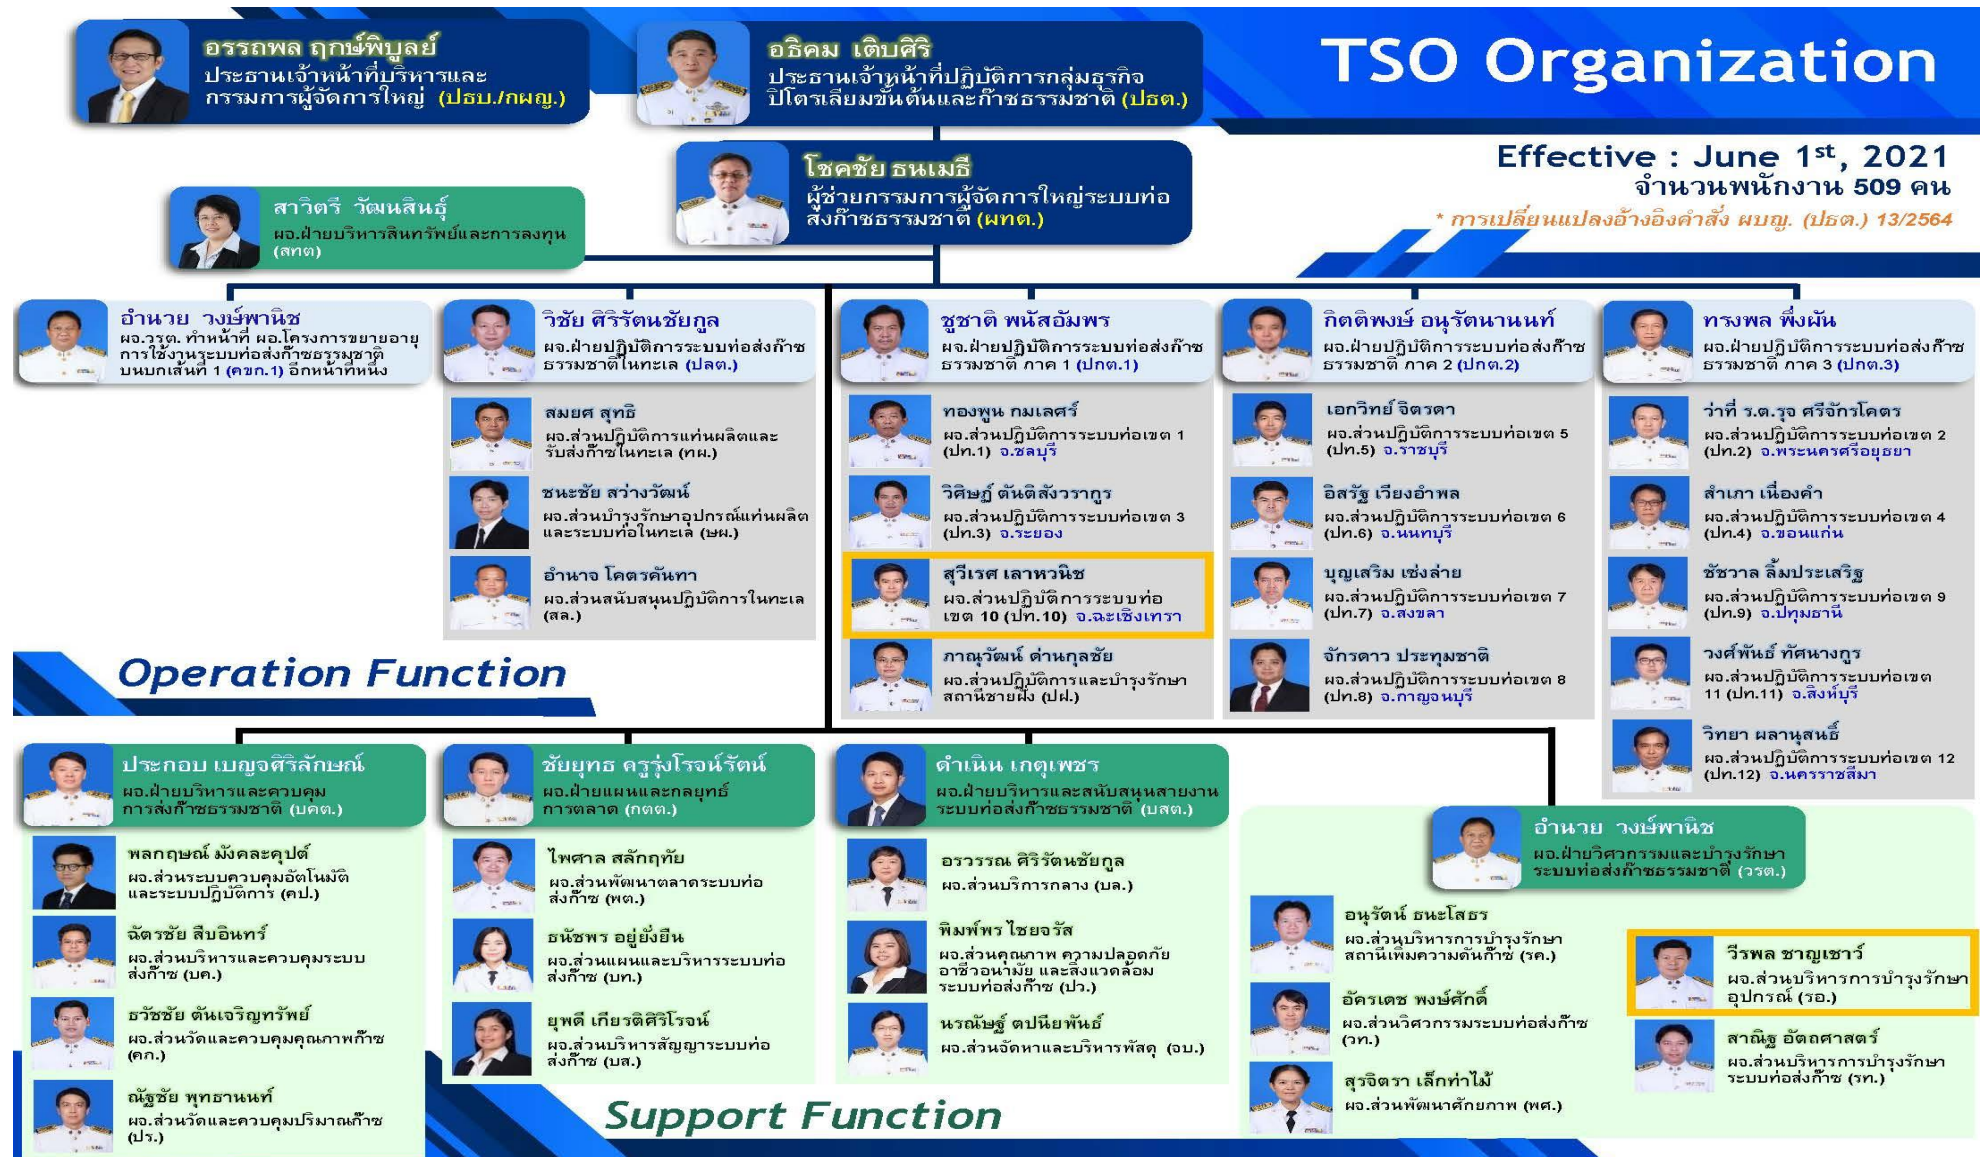 อรรถพล ฤกษ์พิบูลย์
ประธานเจ้าหน้าที่บริหารและ
กรรมการผู้จัดการใหญ่ (ปธบ./กผญ.)
อธิคม เติบศิริ
ประธานเจ้าหน้าที่ปฏิบัติการกลุ่มธุรกิจ
ปิโตรเลียมขั้นต้นและก๊าซธรรมชาติ (ปธต.)
TSO Organization
Effective : June 1st, 2021
จำนวนพนักงาน 509 คน
* การเปลี่ยนแปลงอ้างอิงคำสั่ง ผบญ. (ปธต.) 13/2564
โชคชัย ธนเมธี
ผู้ช่วยกรรมการผู้จัดการใหญ่ระบบท่อ
ส่งก๊าซธรรมชาติ (ผทต.)
สาวิตรี วัฒนสินธุ์
ผจ.ฝ่ายบริหารสินทรัพย์และการลงทุน
(สทต)
อำนวย วงษ์พานิช
ผจ.วรต. ทำหน้าที่ ผอ.โครงการขยายอายุ
การใช้งานระบบท่อส่งก๊าซธรรมชาติ
บนบกเส้นที่ 1 (คขก.1) อีกหน้าที่หนึ่ง
วิชัย ศิริรัตนชัยกูล
ผจ.ฝ่ายปฏิบัติการระบบท่อส่งก๊าซ
ธรรมชาติในทะเล (ปลต.)
สมยศ สุทธิ
ผจ.ส่วนปฏิบัติการแท่นผลิตและ
รับส่งก๊าซในทะเล (ทผ.)
ชนะชัย สว่างวัฒน์
ผจ.ส่วนบำรุงรักษาอุปกรณ์แท่นผลิต
และระบบท่อในทะเล (ษผ.)
อำนาจ โคตรคันทา
ผจ.ส่วนสนับสนุนปฏิบัติการในทะเล
(สล.)
ชูชาติ พนัสอัมพร
ผจ.ฝ่ายปฏิบัติการระบบท่อส่งก๊าซ
ธรรมชาติ ภาค 1 (ปกต.1)
ทองพูน กมเลศร์
ผจ.ส่วนปฏิบัติการระบบท่อเขต 1
(ปท.1) จ.ชลบุรี
วิศิษฏ์ ตันติสังวรากูร
ผจ.ส่วนปฏิบัติการระบบท่อเขต 3
(ปท.3) จ.ระยอง
สุวีเรศ เลาหวนิช
ผจ.ส่วนปฏิบัติการระบบท่อ
เขต 10 (ปท.10) จ.ฉะเชิงเทรา
ภาณุวัฒน์ ด่านกุลชัย
ผจ.ส่วนปฏิบัติการและบำรุงรักษา
สถานีชายฝั่ง (ปฝ.)
กิตติพงษ์ อนุรัตนานนท์
ผจ.ฝ่ายปฏิบัติการระบบท่อส่งก๊าซ
ธรรมชาติ ภาค 2 (ปกต.2)
เอกวิทย์ จิตรดา
ผจ.ส่วนปฏิบัติการระบบท่อเขต 5
(ปท.5) จ.ราชบุรี
อิสรัฐ เวียงอำพล
ผจ.ส่วนปฏิบัติการระบบท่อเขต 6
(ปท.6) จ.นนทบุรี
บุญเสริม เซ่งล่าย
ผจ.ส่วนปฏิบัติการระบบท่อเขต 7
(ปท.7) จ.สงขลา
จักรดาว ประทุมชาติ
ผจ.ส่วนปฏิบัติการระบบท่อเขต 8
(ปท.8) จ.กาญจนบุรี
ทรงพล พึ่งผัน
ผจ.ฝ่ายปฏิบัติการระบบท่อส่งก๊าซ
ธรรมชาติ ภาค 3 (ปกต.3)
ว่าที่ ร.ต.รุจ ศรีจักรโคตร
ผจ.ส่วนปฏิบัติการระบบท่อเขต 2
(ปท.2) จ.พระนครศรีอยุธยา
สำเภา เนื่องคำ
ผจ.ส่วนปฏิบัติการระบบท่อเขต 4
(ปท.4) จ.ขอนแก่น
ชัชวาล ลิ้มประเสริฐ
ผจ.ส่วนปฏิบัติการระบบท่อเขต 9
(ปท.9) จ.ปทุมธานี
วงศ์พันธ์ ทัศนางกูร
ผจ.ส่วนปฏิบัติการระบบท่อเขต
11 (ปท.11) จ.สิงห์บุรี
วิทยา ผลานุสนธิ์
ผจ.ส่วนปฏิบัติการระบบท่อเขต 12
(ปท.12) จ.นครราชสีมา
Operation Function
ประกอบ เบญจศิริลักษณ์
ผจ.ฝ่ายบริหารและควบคุม
การส่งก๊าซธรรมชาติ (บคต.)
พลกฤษณ์ มังคละคุปต์
ผจ.ส่วนระบบควบคุมอัตโนมัติ
และระบบปฏิบัติการ (คป.)
ฉัตรชัย สืบอินทร์
ผจ.ส่วนบริหารและควบคุมระบบ
ส่งก๊าซ (บค.)
ธวัชชัย ตันเจริญทรัพย์
ผจ.ส่วนวัดและควบคุมคุณภาพก๊าซ
(คก.)
ณัฐชัย พุทธานนท์
ผจ.ส่วนวัดและควบคุมปริมาณก๊าซ
(ปร.)
ชัยยุทธ ครูรุ่งโรจน์รัตน์
ผจ.ฝ่ายแผนและกลยุทธ์
การตลาด (กตต.)
ไพศาล สลักฤทัย
ผจ.ส่วนพัฒนาตลาดระบบท่อ
ส่งก๊าซ (พต.)
ธนัชพร อยู่ยั่งยืน
ผจ.ส่วนแผนและบริหารระบบท่อ
ส่งก๊าซ (บท.)
ยุพดี เกียรติศิริโรจน์
ผจ.ส่วนบริหารสัญญาระบบท่อ
ส่งก๊าซ (บส.)
ดำเนิน เกตุเพชร
ผจ.ฝ่ายบริหารและสนับสนุนสายงาน
ระบบท่อส่งก๊าซธรรมชาติ (บสต.)
อรวรรณ ศิริรัตนชัยกูล
ผจ.ส่วนบริการกลาง (บล.)
พิมพ์พร ไชยจรัส
ผจ.ส่วนคุณภาพ ความปลอดภัย
อาชีวอนามัย และสิ่งแวดล้อม
ระบบท่อส่งก๊าซ (ปว.)
นรณัษฐ์ ตปนียพันธ์
ผจ.ส่วนจัดหาและบริหารพัสดุ (จบ.)
อำนวย วงษ์พานิช
ผจ.ฝ่ายวิศวกรรมและบำรุงรักษา
ระบบท่อส่งก๊าซธรรมชาติ (วรต.)
อนุรัตน์ ธนะโสธร
ผจ.ส่วนบริหารการบำรุงรักษา
สถานีเพิ่มความดันก๊าซ (รค.)
อัครเดช พงษ์ศักดิ์
ผจ.ส่วนวิศวกรรมระบบท่อส่งก๊าซ
(วท.)
สุรจิตรา เล็กท่าไม้
ผจ.ส่วนพัฒนาศักยภาพ (พศ.)
วีรพล ชาญเชาว์
ผจ.ส่วนบริหารการบำรุงรักษา
อุปกรณ์ (รอ.)
สาณิฐ อัตถศาสตร์
ผจ.ส่วนบริหารการบำรุงรักษา
ระบบท่อส่งก๊าซ (รท.)
Support Function